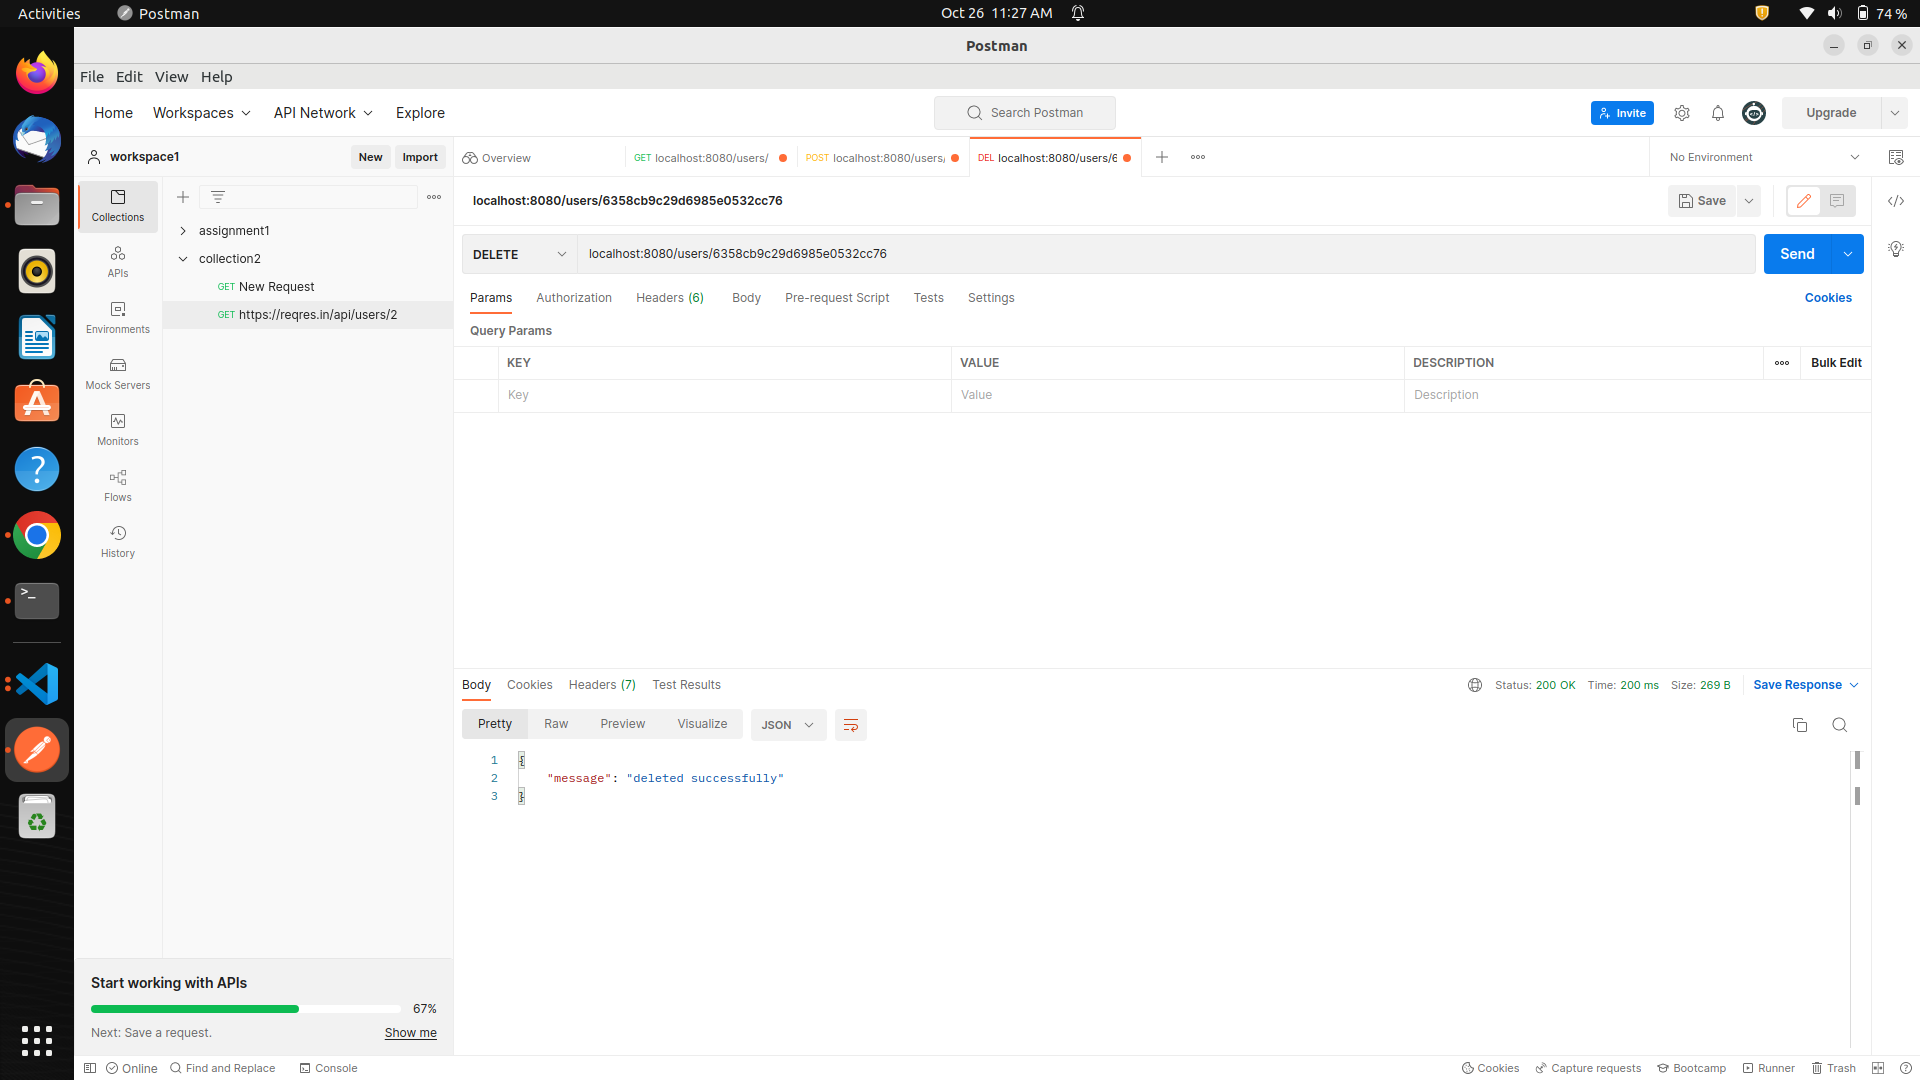 Activities
Postman
Oct 26 11:27 AM
74 %
Postman
File Edit View Help
Home Workspaces API Network Explore
Search Postman
Invite
Upgrade
workspace1
New
Import
Overview
GET localhost:8080/users/
POST localhost:8080/users/
DEL localhost:8080/users/6
No Environment
Collections
APIs
Environments
Mock Servers
Monitors
Flows
History
assignment1
collection2
GET New Request
GET https://reqres.in/api/users/2
localhost:8080/users/6358cb9c29d6985e0532cc76
Save
DELETE
localhost:8080/users/6358cb9c29d6985e0532cc76
Send
Params Authorization Headers (6) Body Pre-request Script Tests Settings
Cookies
Query Params
KEY VALUE DESCRIPTION
Bulk Edit
Key Value Description
Body Cookies Headers (7) Test Results
Status: 200 OK Time: 200 ms Size: 269 B
Save Response
Pretty Raw Preview Visualize
JSON
1 {
2 "message": "deleted successfully"
3 }
Start working with APIs
67%
Next: Save a request.
Show me
Online
Find and Replace
Console
Cookies
Capture requests
Bootcamp
Runner
Trash